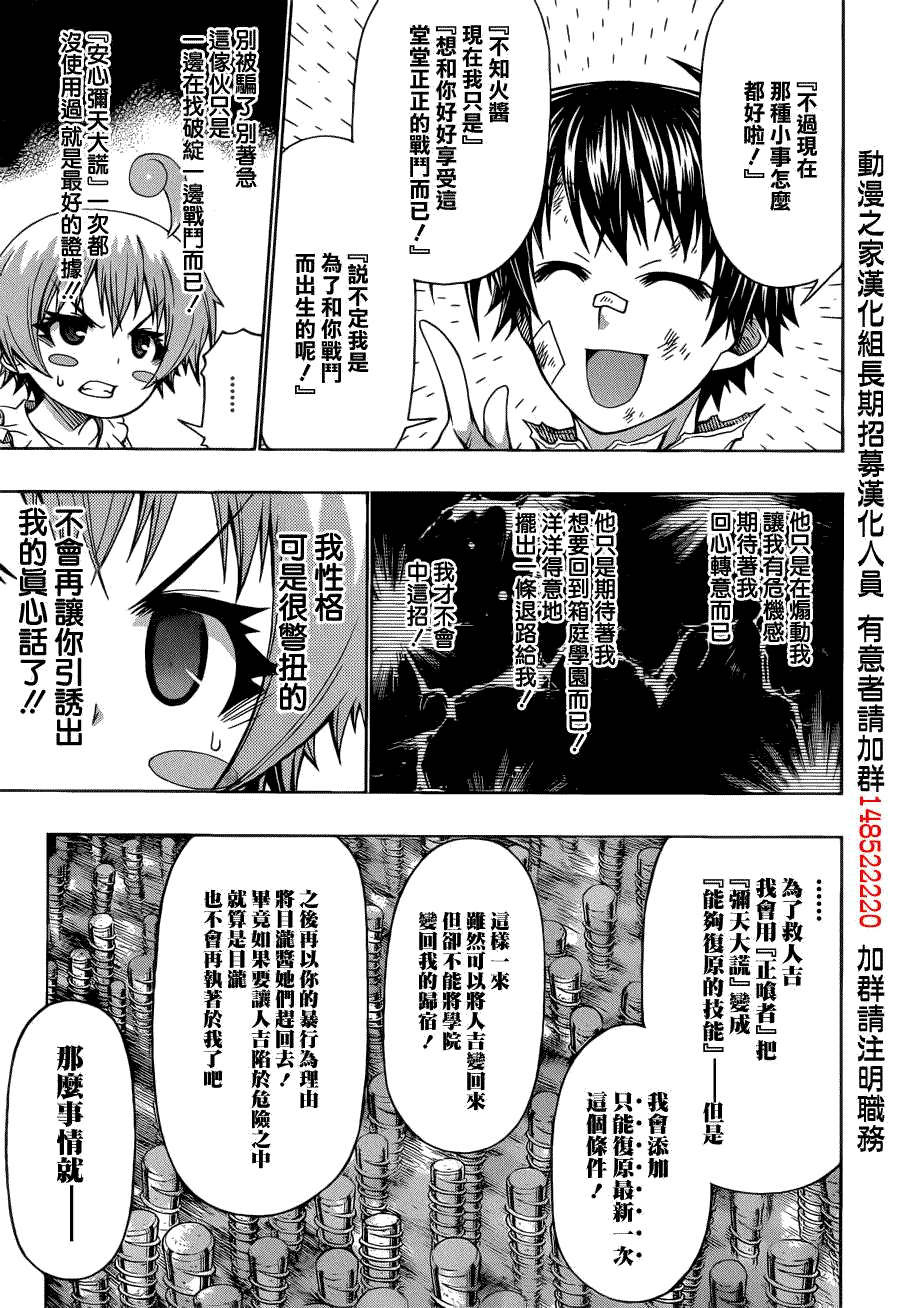 『不過現在
那種小事怎麼
都好啦！』
『不知火醬
現在我只是』
『想和你好好享受這
堂堂正正的戰鬥而已！』
『說不定我是
為了和你戰鬥
而出生的呢！』
別被騙了別著急
這傢伙只是
一邊在找破綻一邊戰鬥而已！
『安心彌天大謊』一次都
沒使用過就是最好的證據！！
………
他只是在煽動我
讓我有危機感
期待著我
回心轉意而已
他只是期待著我
想要回到箱庭學園而已！
洋洋得意地
擺出一條退路給我！
我才不會
中這招！
我性格
可是很彆扭的
不會再讓你引誘出
我的真心話了！！
……
為了救人吉
我會用『正喰者』把
『彌天大謊』變成
『能夠復原的技能』——但是
我會添加
只能復原最新一次
這個條件！
這樣一來
雖然可以將人吉變回來
但卻不能將學院
變回我的歸宿！
之後再以你的暴行為理由
將目瀧醬她們趕回去！
畢竟如果要讓人吉陷於危險之中
就算是目瀧
也不會再執著於我了吧
那麼事情就——
動漫之家漢化組長期招募漢化人員 有意者請加群148522220 加群請注明職務